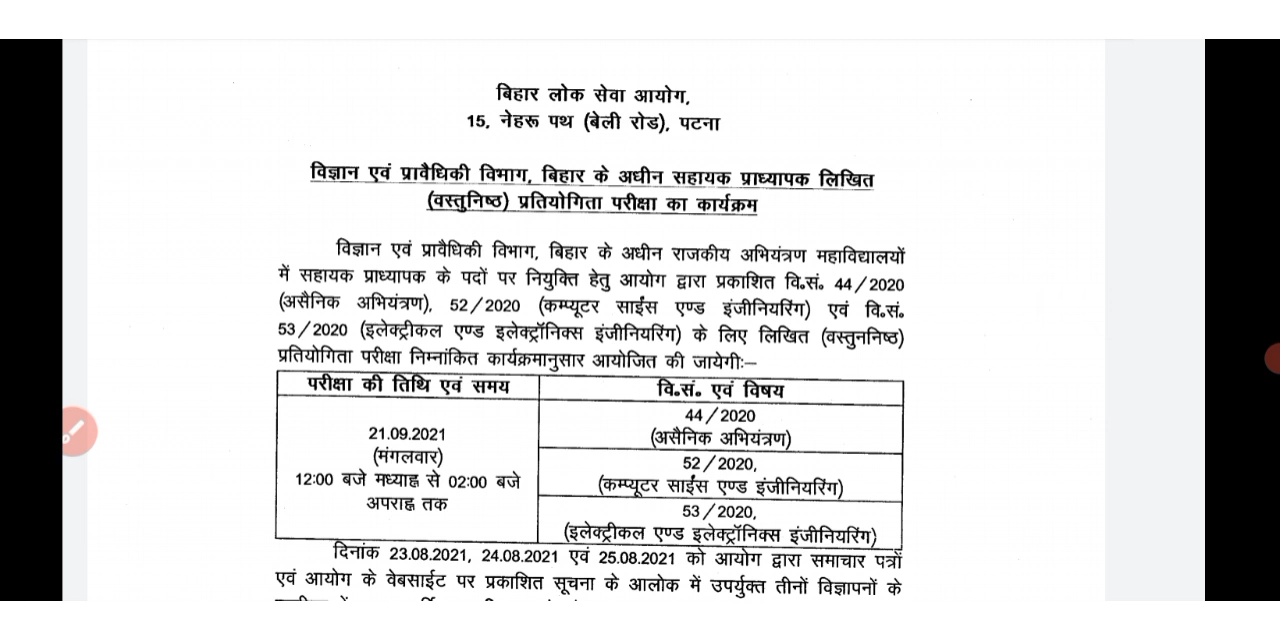 बिहार लोक सेवा आयोग,
15, नेहरू पथ (बेली रोड), पटना
विज्ञान एवं प्रावैधिकी विभाग, बिहार के अधीन सहायक प्राध्यापक लिखित
(वस्तुनिष्ठ) प्रतियोगिता परीक्षा का कार्यक्रम
विज्ञान एवं प्रावैधिकी विभाग, बिहार के अधीन राजकीय अभियंत्रण महाविद्यालयों
में सहायक प्राध्यापक के पदों पर नियुक्ति हेतु आयोग द्वारा प्रकाशित वि॰सं॰ 44/2020
(असैनिक अभियंत्रण), 52/2020 (कम्प्यूटर साईंस एण्ड इंजीनियरिंग) एवं वि॰सं॰
53/2020 (इलेक्ट्रीकल एण्ड इलेक्ट्रॉनिक्स इंजीनियरिंग) के लिए लिखित (वस्तुननिष्ठ)
प्रतियोगिता परीक्षा निम्नांकित कार्यक्रमानुसार आयोजित की जायेगीः–
परीक्षा की तिथि एवं समय
वि॰सं॰ एवं विषय
21.09.2021
(मंगलवार)
12:00 बजे मध्याह्न से 02:00 बजे
अपराह्न तक
44/2020
(असैनिक अभियंत्रण)
52/2020,
(कम्प्यूटर साईंस एण्ड इंजीनियरिंग)
53/2020,
(इलेक्ट्रीकल एण्ड इलेक्ट्रॉनिक्स इंजीनियरिंग)
दिनांक 23.08.2021, 24.08.2021 एवं 25.08.2021 को आयोग द्वारा समाचार पत्रों
एवं आयोग के वेबसाईट पर प्रकाशित सूचना के आलोक में उपर्युक्त तीनों विज्ञापनों के